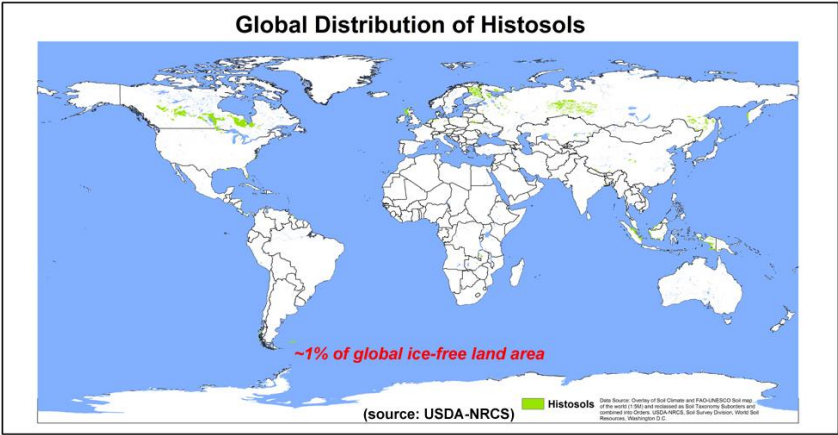 Global Distribution of Histosols
~1% of global ice-free land area
(source: USDA-NRCS)
Histosols
Data Source: Overlay of Soil Climate and FAO-UNESCO Soil map
of the world (1:5M) and reclassed as Soil Taxonomy Suborders and
combined into Orders. USDA-NRCS, Soil Survey Division, World Soil
Resources, Washington D.C.